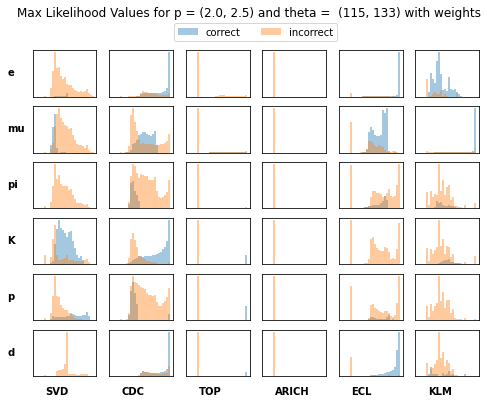 Max Likelihood Values for p = (2.0, 2.5) and theta =  (115, 133) with weights
correct incorrect
e
mu
pi
K
p
d
SVD CDC TOP ARICH ECL KLM